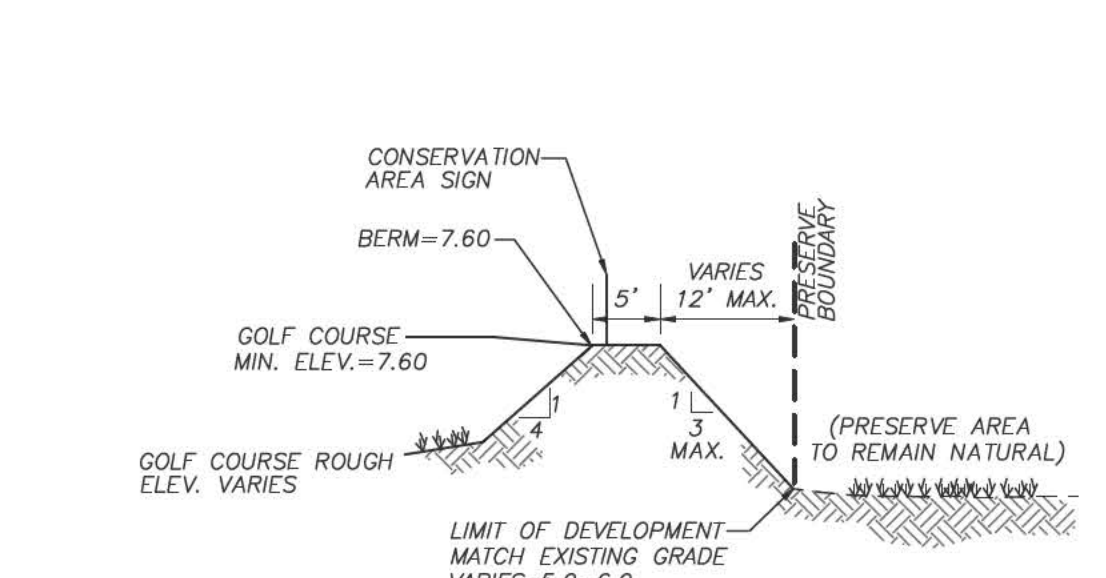 CONSERVATION
AREA SIGN
BERM=7.60
VARIES
5'
12' MAX.
PRESERVE
BOUNDARY
GOLF COURSE
MIN. ELEV.=7.60
1
4
1
3
MAX.
(PRESERVE AREA
TO REMAIN NATURAL)
GOLF COURSE ROUGH
ELEV. VARIES
LIMIT OF DEVELOPMENT
MATCH EXISTING GRADE
VARIES